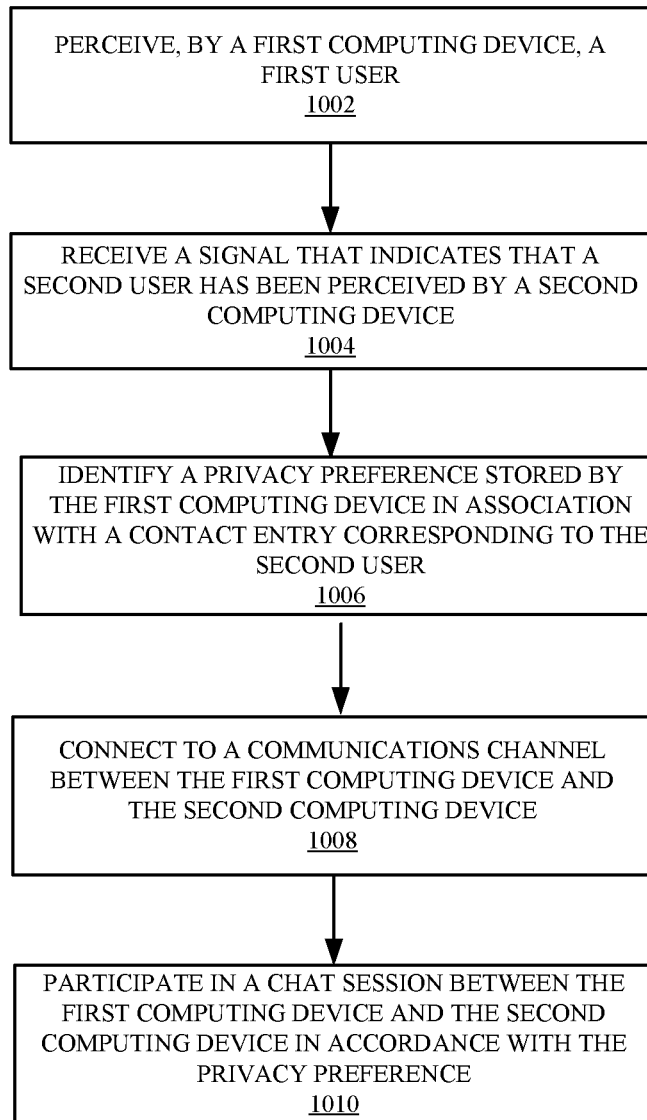 PERCEIVE, BY A FIRST COMPUTING DEVICE, A
FIRST USER
1002
RECEIVE A SIGNAL THAT INDICATES THAT A
SECOND USER HAS BEEN PERCEIVED BY A SECOND
COMPUTING DEVICE
1004
IDENTIFY A PRIVACY PREFERENCE STORED BY
THE FIRST COMPUTING DEVICE IN ASSOCIATION
WITH A CONTACT ENTRY CORRESPONDING TO THE
SECOND USER
1006
CONNECT TO A COMMUNICATIONS CHANNEL
BETWEEN THE FIRST COMPUTING DEVICE AND
THE SECOND COMPUTING DEVICE
1008
PARTICIPATE IN A CHAT SESSION BETWEEN THE
FIRST COMPUTING DEVICE AND THE SECOND
COMPUTING DEVICE IN ACCORDANCE WITH THE
PRIVACY PREFERENCE
1010